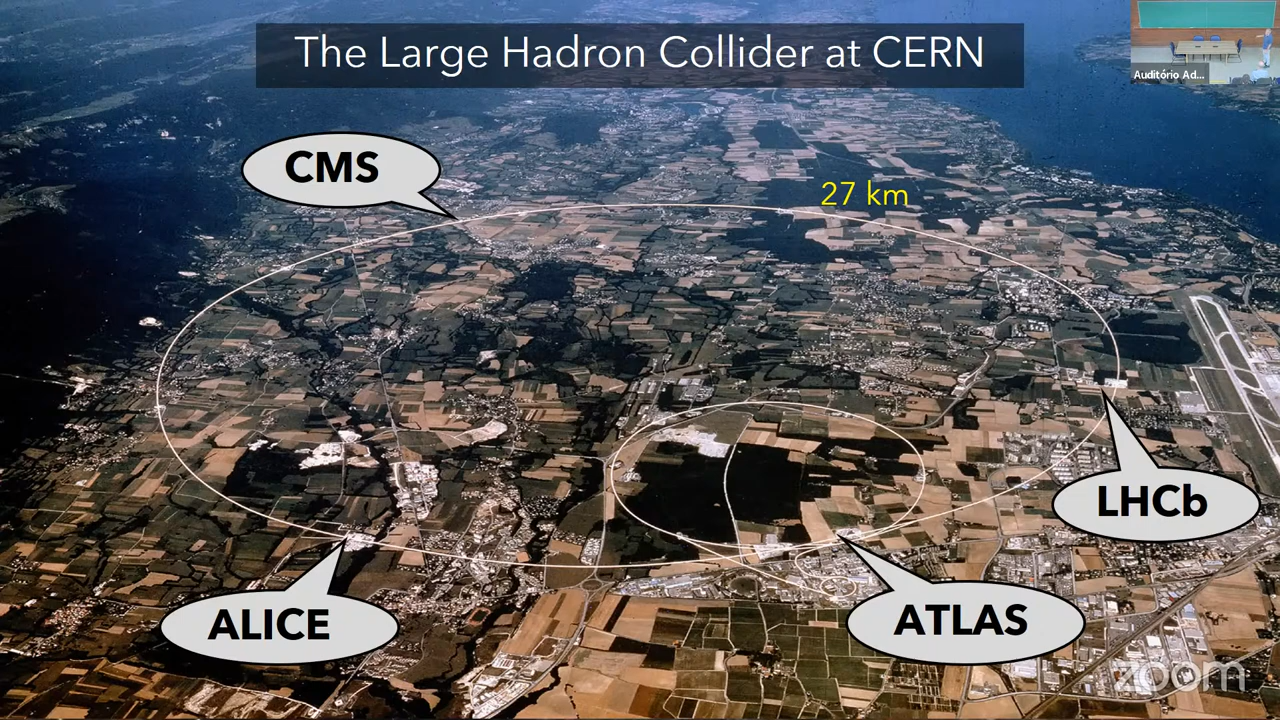 The Large Hadron Collider at CERN
Auditório Ad...
CMS
27 km
LHCb
ALICE
ATLAS
zoom